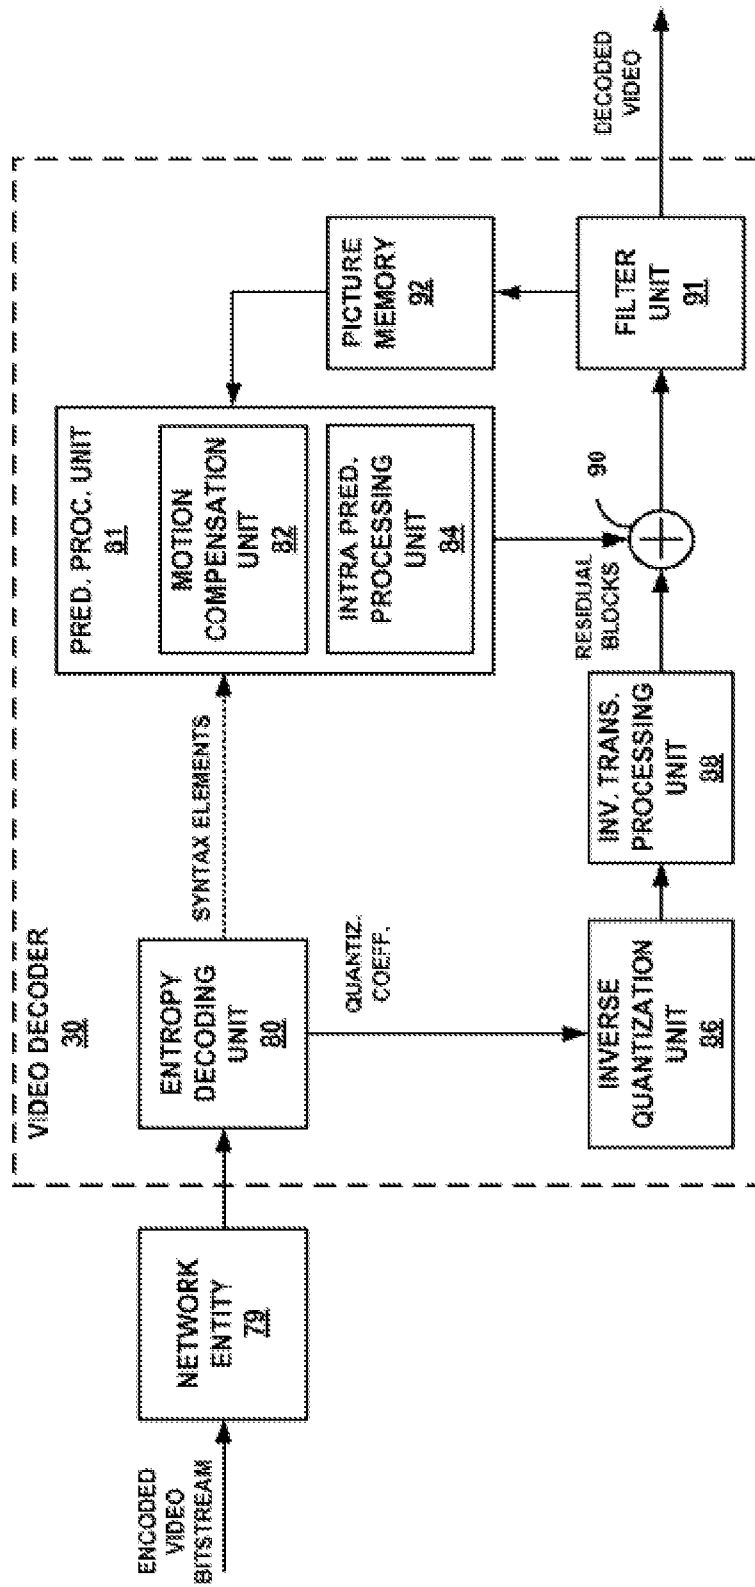 VIDEO DECODER
30
ENCODED
VIDEO
BITSTREAM
NETWORK
ENTITY
79
ENTROPY
DECODING
UNIT
80
SYNTAX ELEMENTS
QUANTIZ.
COEFF.
PRED. PROC. UNIT
81
MOTION
COMPENSATION
UNIT
82
INTRA PRED.
PROCESSING
UNIT
84
PICTURE
MEMORY
92
INVERSE
QUANTIZATION
UNIT
86
INV. TRANS.
PROCESSING
UNIT
88
RESIDUAL
BLOCKS
90
FILTER
UNIT
91
DECODED
VIDEO